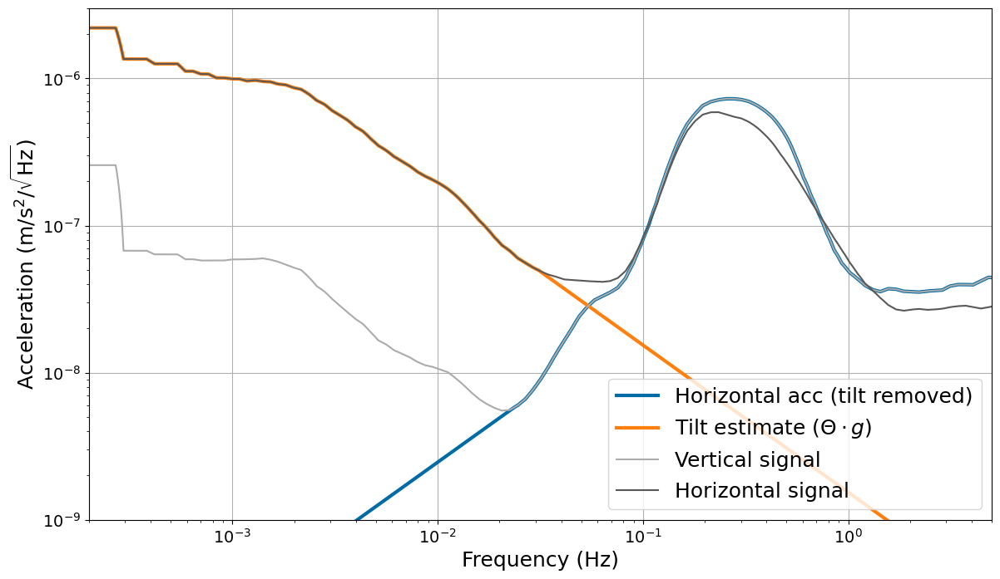 Acceleration (m/s²/√Hz)
10⁻⁶
10⁻⁷
10⁻⁸
10⁻⁹
10⁻³ 10⁻² 10⁻¹ 10⁰
Frequency (Hz)
Horizontal acc (tilt removed)
Tilt estimate (Θ · g)
Vertical signal
Horizontal signal